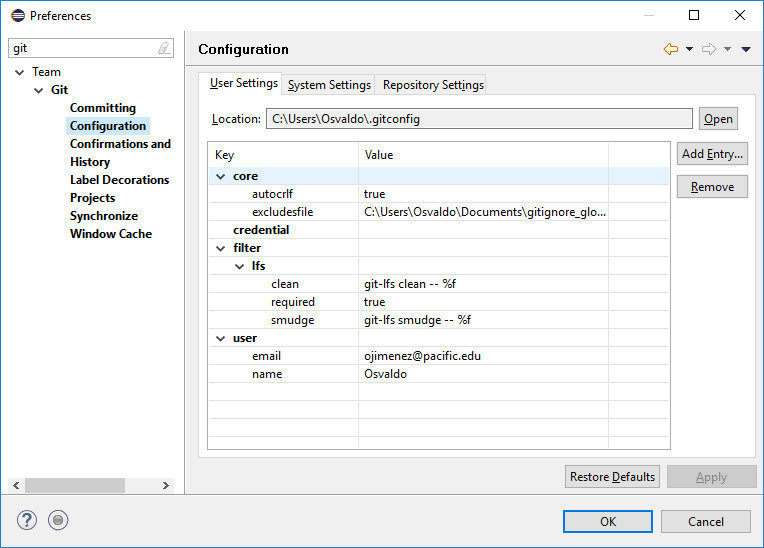 Preferences
git
Team
Git
Committing
Configuration
Confirmations and
History
Label Decorations
Projects
Synchronize
Window Cache
Configuration
User Settings System Settings Repository Settings
Location: C:\Users\Osvaldo\.gitconfig Open
Key Value
core
autocrlf true
excludesfile C:\Users\Osvaldo\Documents\gitignore_glo...
credential
filter
lfs
clean git-lfs clean -- %f
required true
smudge git-lfs smudge -- %f
user
email ojimenez@pacific.edu
name Osvaldo
Add Entry...
Remove
Restore Defaults Apply
? OK Cancel